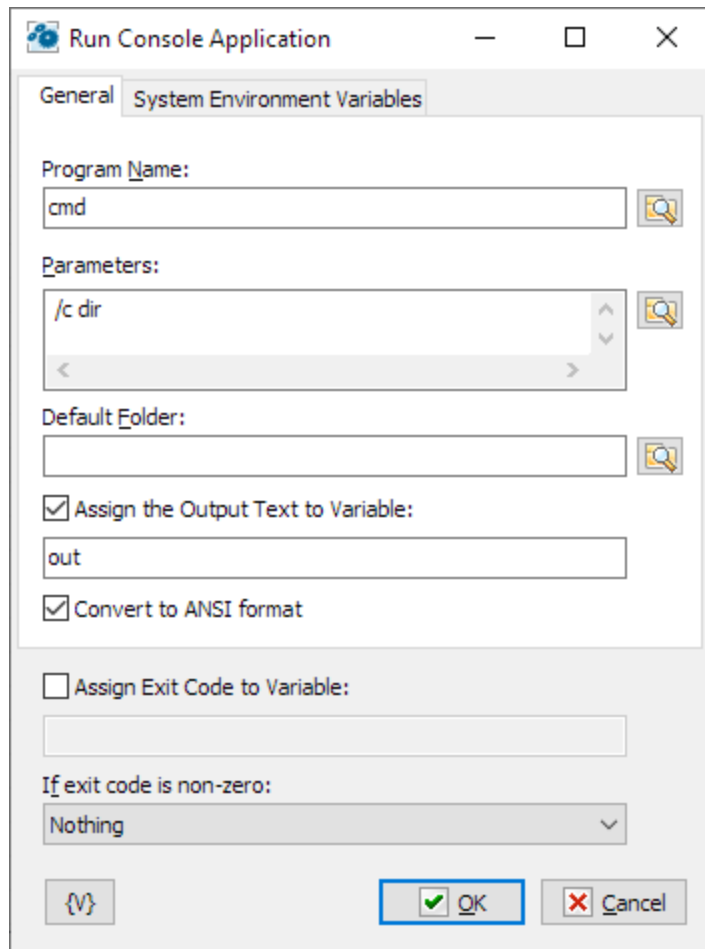 Run Console Application
General
System Environment Variables
Program Name:
cmd
Parameters:
/c dir
Default Folder:
Assign the Output Text to Variable:
out
Convert to ANSI format
Assign Exit Code to Variable:
If exit code is non-zero:
Nothing
{V}
OK
Cancel